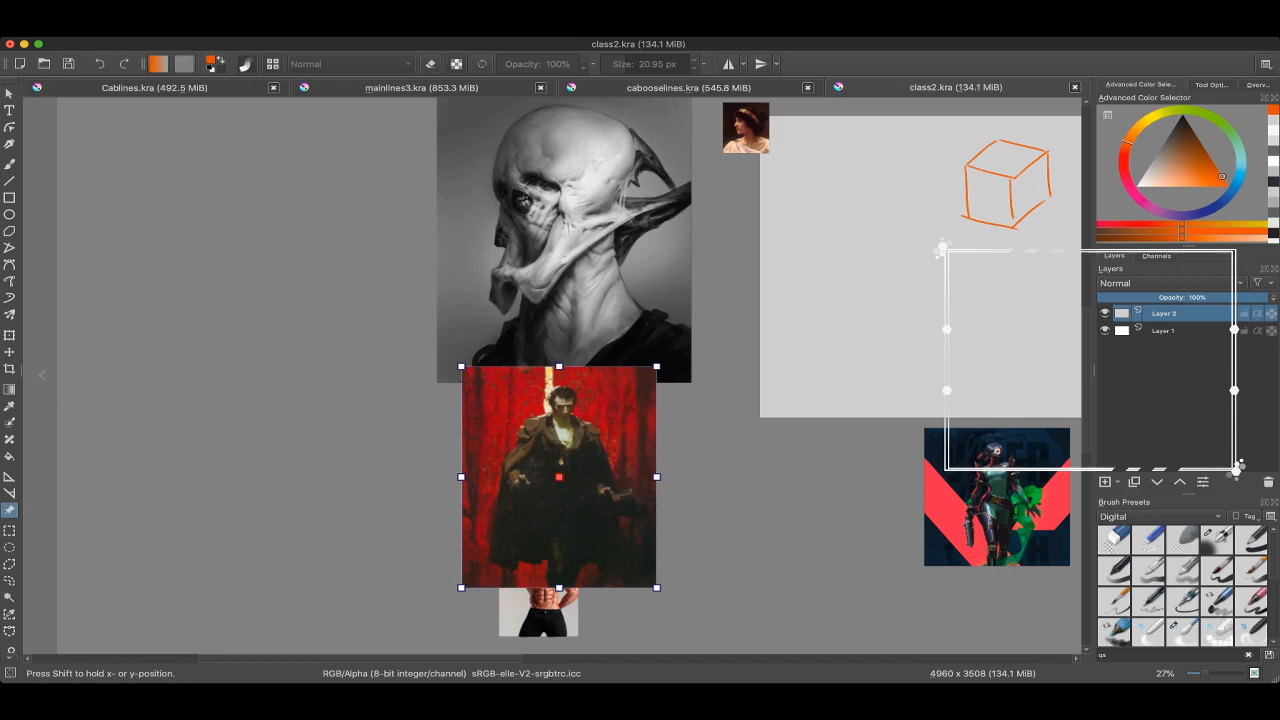 class2.kra (134.1 MiB)
Normal
Opacity: 100%
Size: 20.95 px
Cablines.kra (492.5 MiB)
mainlines3.kra (853.3 MiB)
cabooselines.kra (545.8 MiB)
class2.kra (134.1 MiB)
Advanced Color Sele...
Tool Opti...
Overv...
Advanced Color Selector
Layers
Channels
Layers
Normal
Opacity: 100%
Layer 2
Layer 1
Brush Presets
Digital
Tag
qs
Press Shift to hold x- or y-position.
RGB/Alpha (8-bit integer/channel) sRGB-elle-V2-srgbtrc.icc
4960 x 3508 (134.1 MiB)
27%